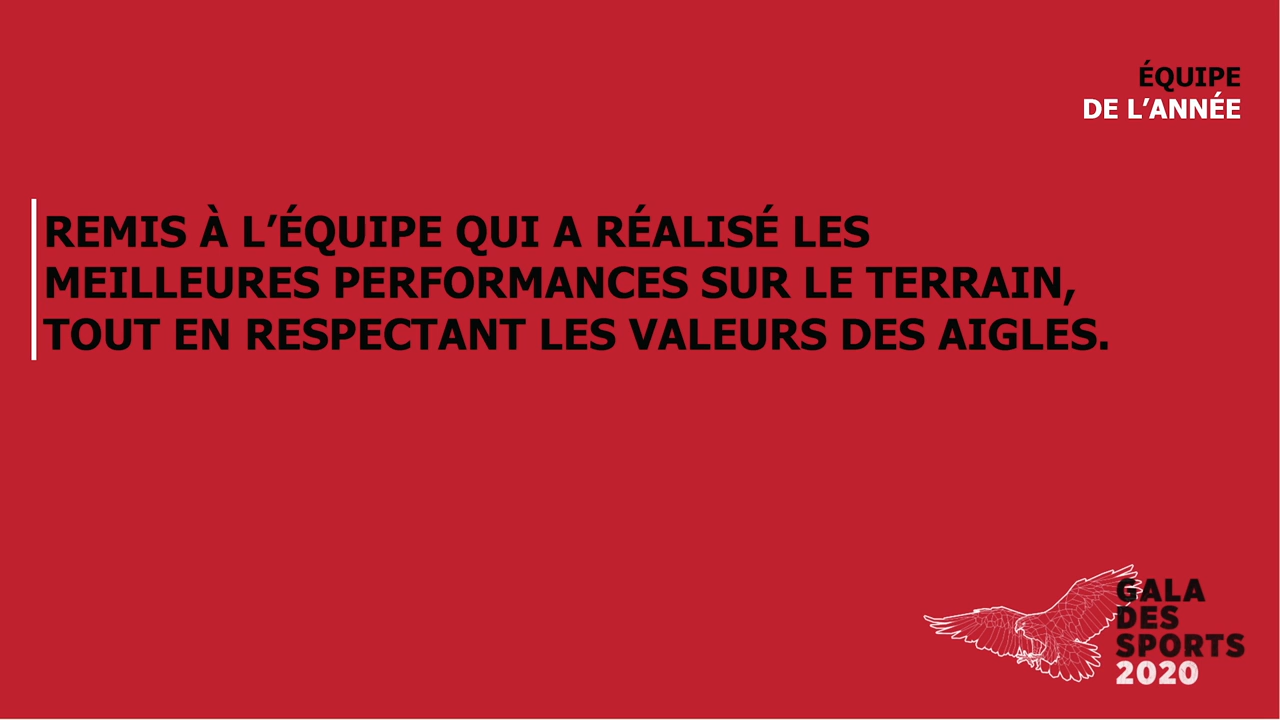 ÉQUIPE
DE L’ANNÉE
REMIS À L’ÉQUIPE QUI A RÉALISÉ LES
MEILLEURES PERFORMANCES SUR LE TERRAIN,
TOUT EN RESPECTANT LES VALEURS DES AIGLES.
GALA
DES
SPORTS
2020